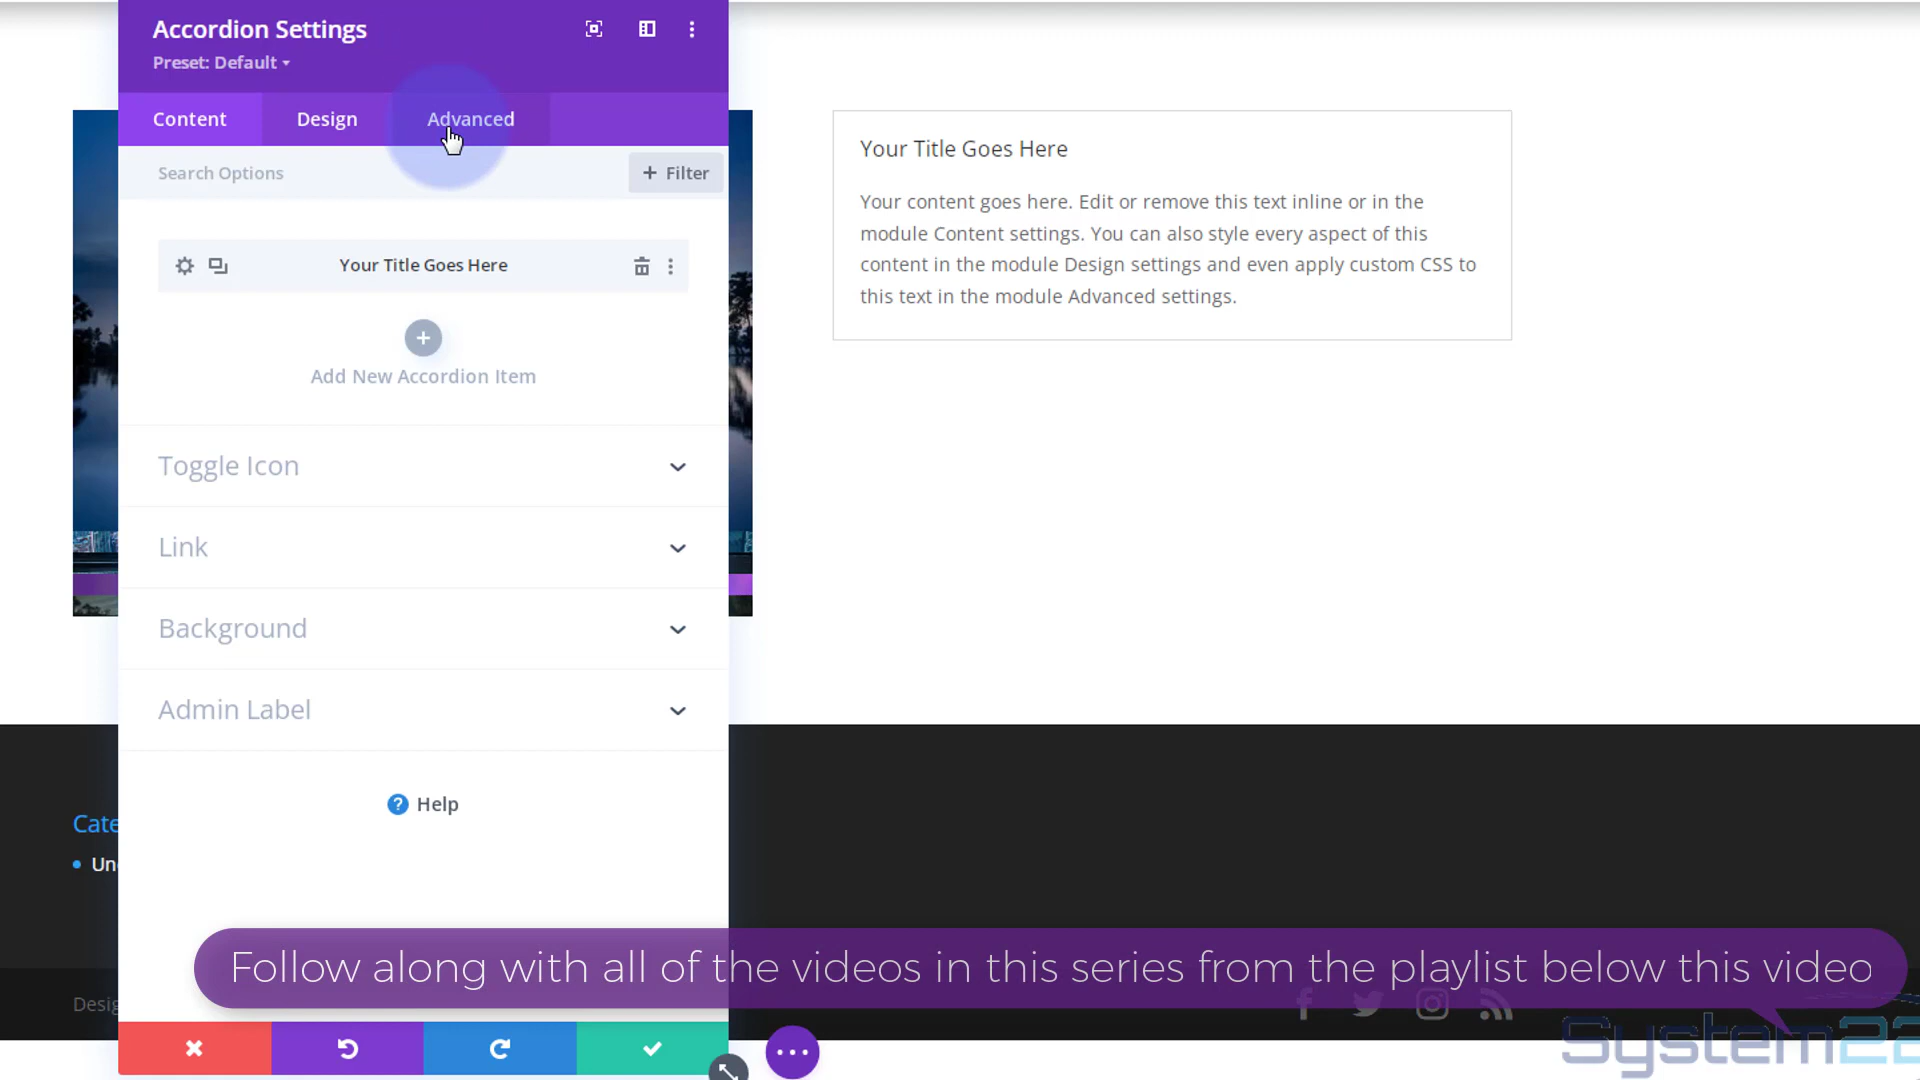 Accordion Settings
Preset: Default
Content
Design
Advanced
Search Options
+ Filter
Your Title Goes Here
Add New Accordion Item
Toggle Icon
Link
Background
Admin Label
? Help
Your Title Goes Here
Your content goes here. Edit or remove this text inline or in the
module Content settings. You can also style every aspect of this
content in the module Design settings and even apply custom CSS to
this text in the module Advanced settings.
Cate
Un
Follow along with all of the videos in this series from the playlist below this video
Desig
System22